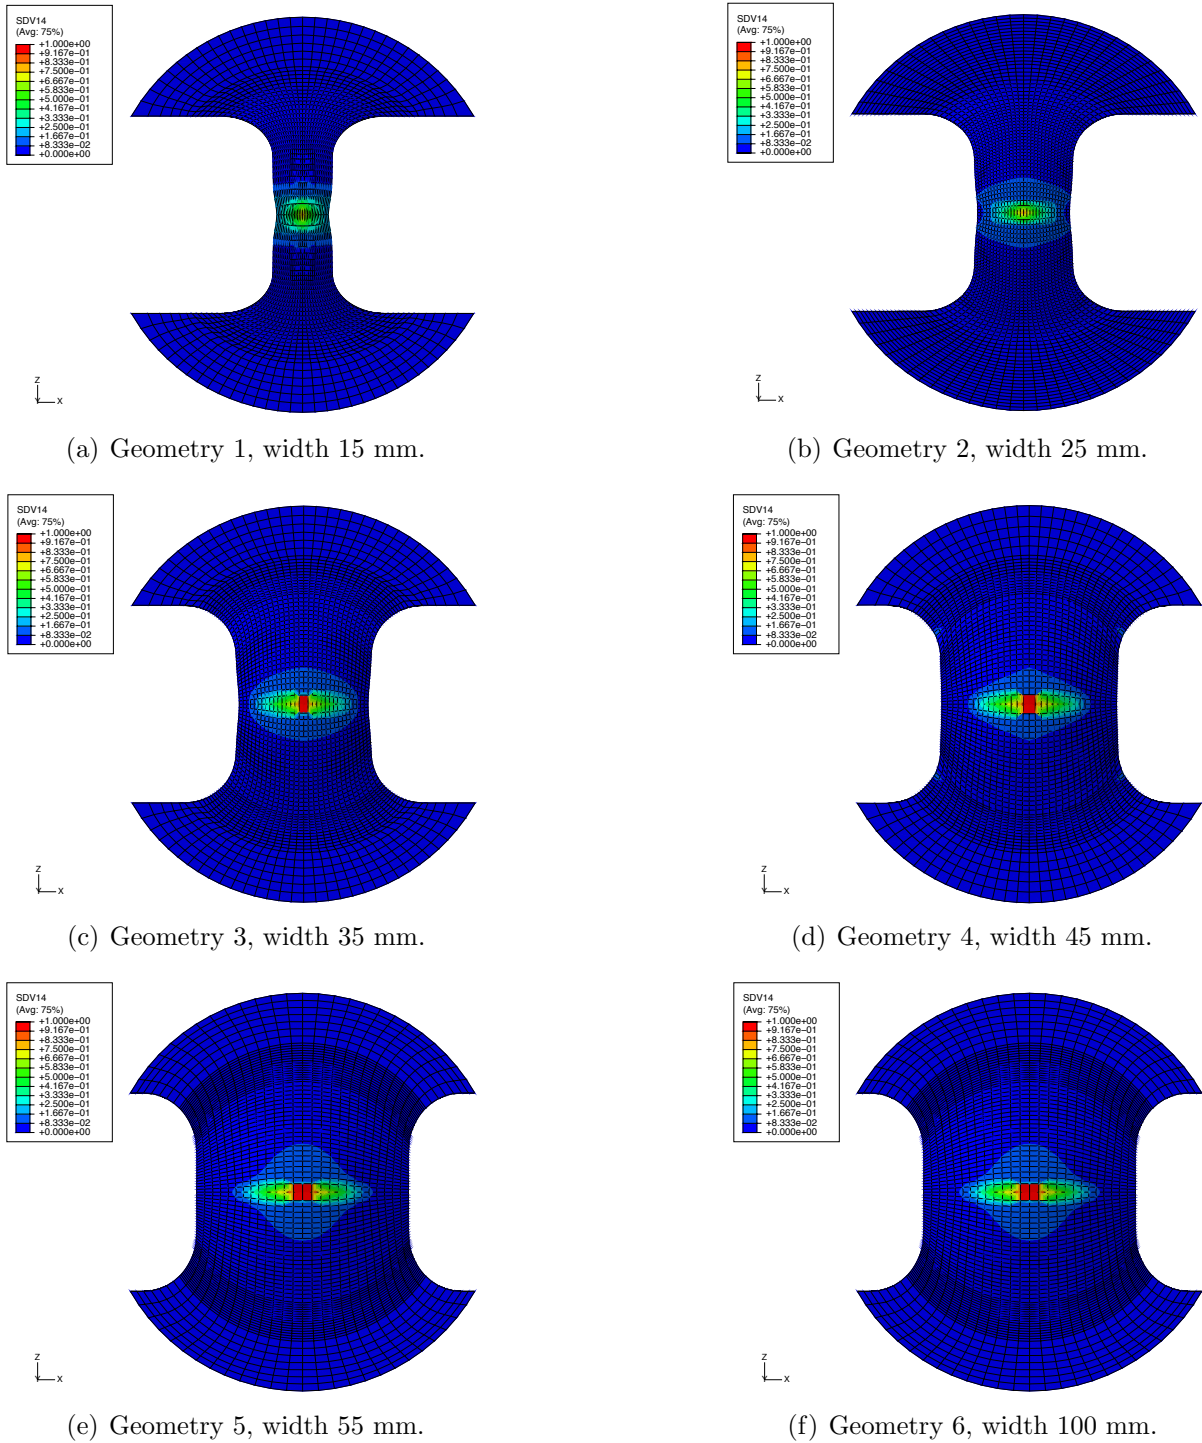 SDV14
(Avg: 75%)
+1.000e+00
+9.167e−01
+8.333e−01
+7.500e−01
+6.667e−01
+5.833e−01
+5.000e−01
+4.167e−01
+3.333e−01
+2.500e−01
+1.667e−01
+8.333e−02
+0.000e+00
z
x
(a) Geometry 1, width 15 mm.
SDV14
(Avg: 75%)
+1.000e+00
+9.167e−01
+8.333e−01
+7.500e−01
+6.667e−01
+5.833e−01
+5.000e−01
+4.167e−01
+3.333e−01
+2.500e−01
+1.667e−01
+8.333e−02
+0.000e+00
z
x
(b) Geometry 2, width 25 mm.
SDV14
(Avg: 75%)
+1.000e+00
+9.167e−01
+8.333e−01
+7.500e−01
+6.667e−01
+5.833e−01
+5.000e−01
+4.167e−01
+3.333e−01
+2.500e−01
+1.667e−01
+8.333e−02
+0.000e+00
z
x
(c) Geometry 3, width 35 mm.
SDV14
(Avg: 75%)
+1.000e+00
+9.167e−01
+8.333e−01
+7.500e−01
+6.667e−01
+5.833e−01
+5.000e−01
+4.167e−01
+3.333e−01
+2.500e−01
+1.667e−01
+8.333e−02
+0.000e+00
z
x
(d) Geometry 4, width 45 mm.
SDV14
(Avg: 75%)
+1.000e+00
+9.167e−01
+8.333e−01
+7.500e−01
+6.667e−01
+5.833e−01
+5.000e−01
+4.167e−01
+3.333e−01
+2.500e−01
+1.667e−01
+8.333e−02
+0.000e+00
z
x
(e) Geometry 5, width 55 mm.
SDV14
(Avg: 75%)
+1.000e+00
+9.167e−01
+8.333e−01
+7.500e−01
+6.667e−01
+5.833e−01
+5.000e−01
+4.167e−01
+3.333e−01
+2.500e−01
+1.667e−01
+8.333e−02
+0.000e+00
z
x
(f) Geometry 6, width 100 mm.